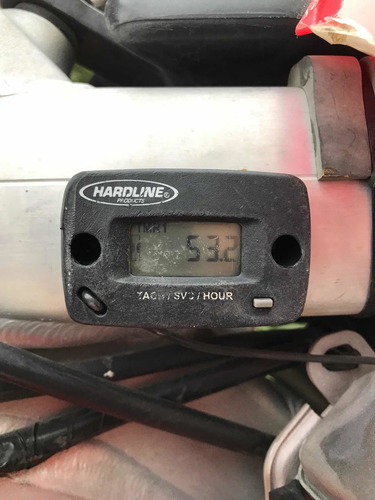 HARDLINE®
PRODUCTS
53.2
TACH / SVC / HOUR